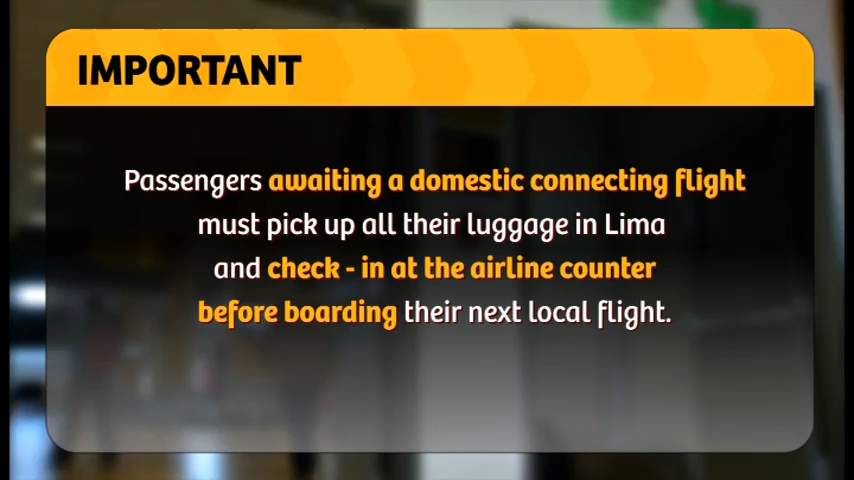 IMPORTANT
Passengers awaiting a domestic connecting flight
must pick up all their luggage in Lima
and check - in at the airline counter
before boarding their next local flight.